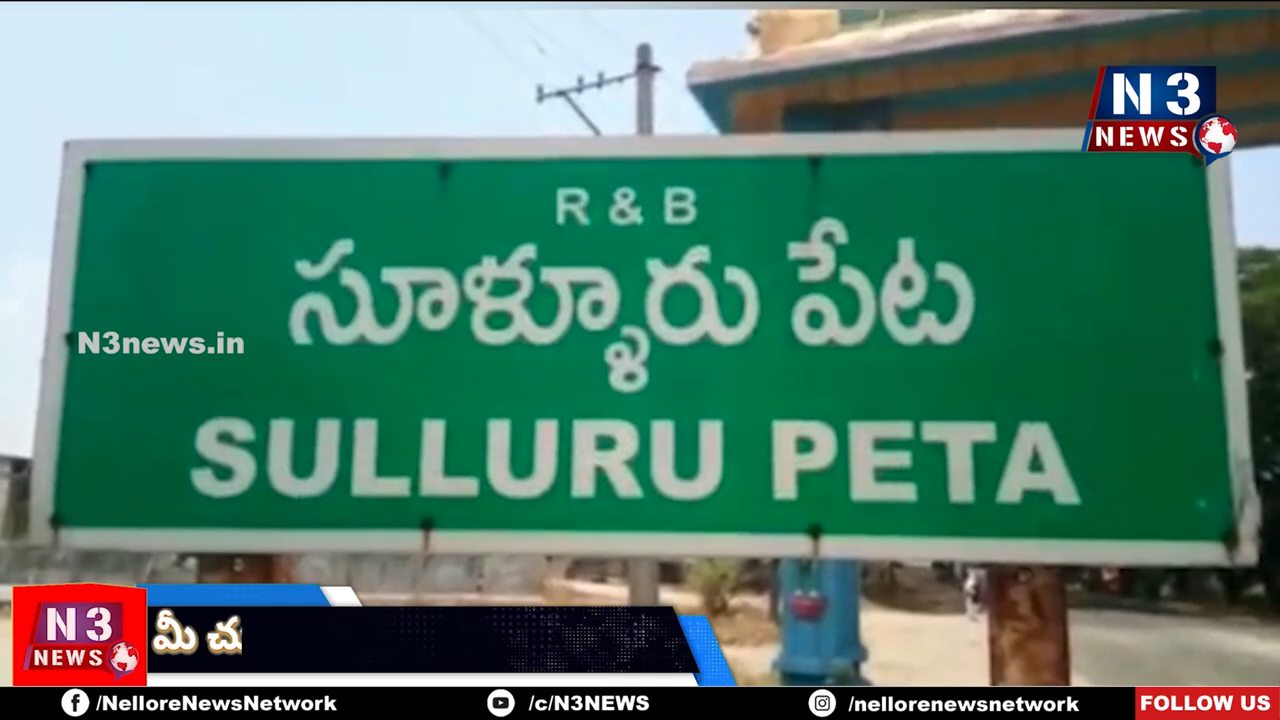 N 3
NEWS
R & B
సూళ్ళూరు పేట
N3news.in
SULLURU PETA
N 3
NEWS
మీ చు
/NelloreNewsNetwork
/c/N3NEWS
/nellorenewsnetwork
FOLLOW US